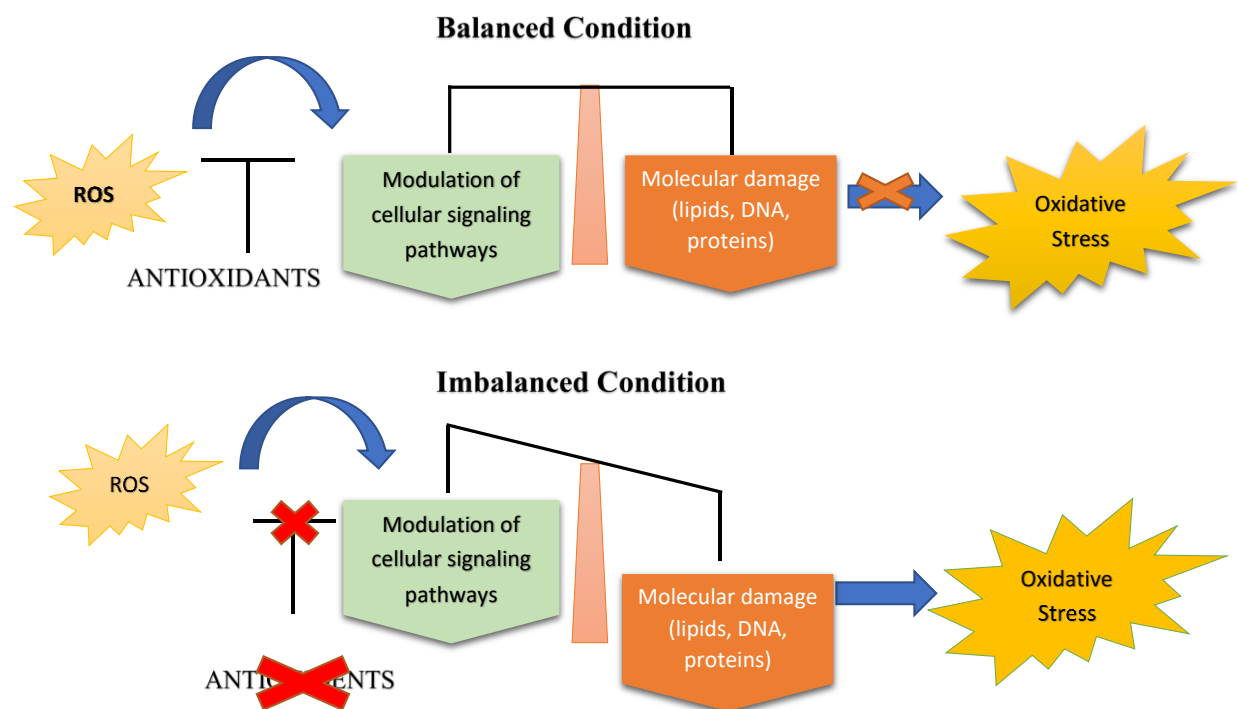 Balanced Condition
ROS
ANTIOXIDANTS
Modulation of
cellular signaling
pathways
Molecular damage
(lipids, DNA,
proteins)
Oxidative
Stress
Imbalanced Condition
ROS
Modulation of
cellular signaling
pathways
Molecular damage
(lipids, DNA,
proteins)
Oxidative
Stress